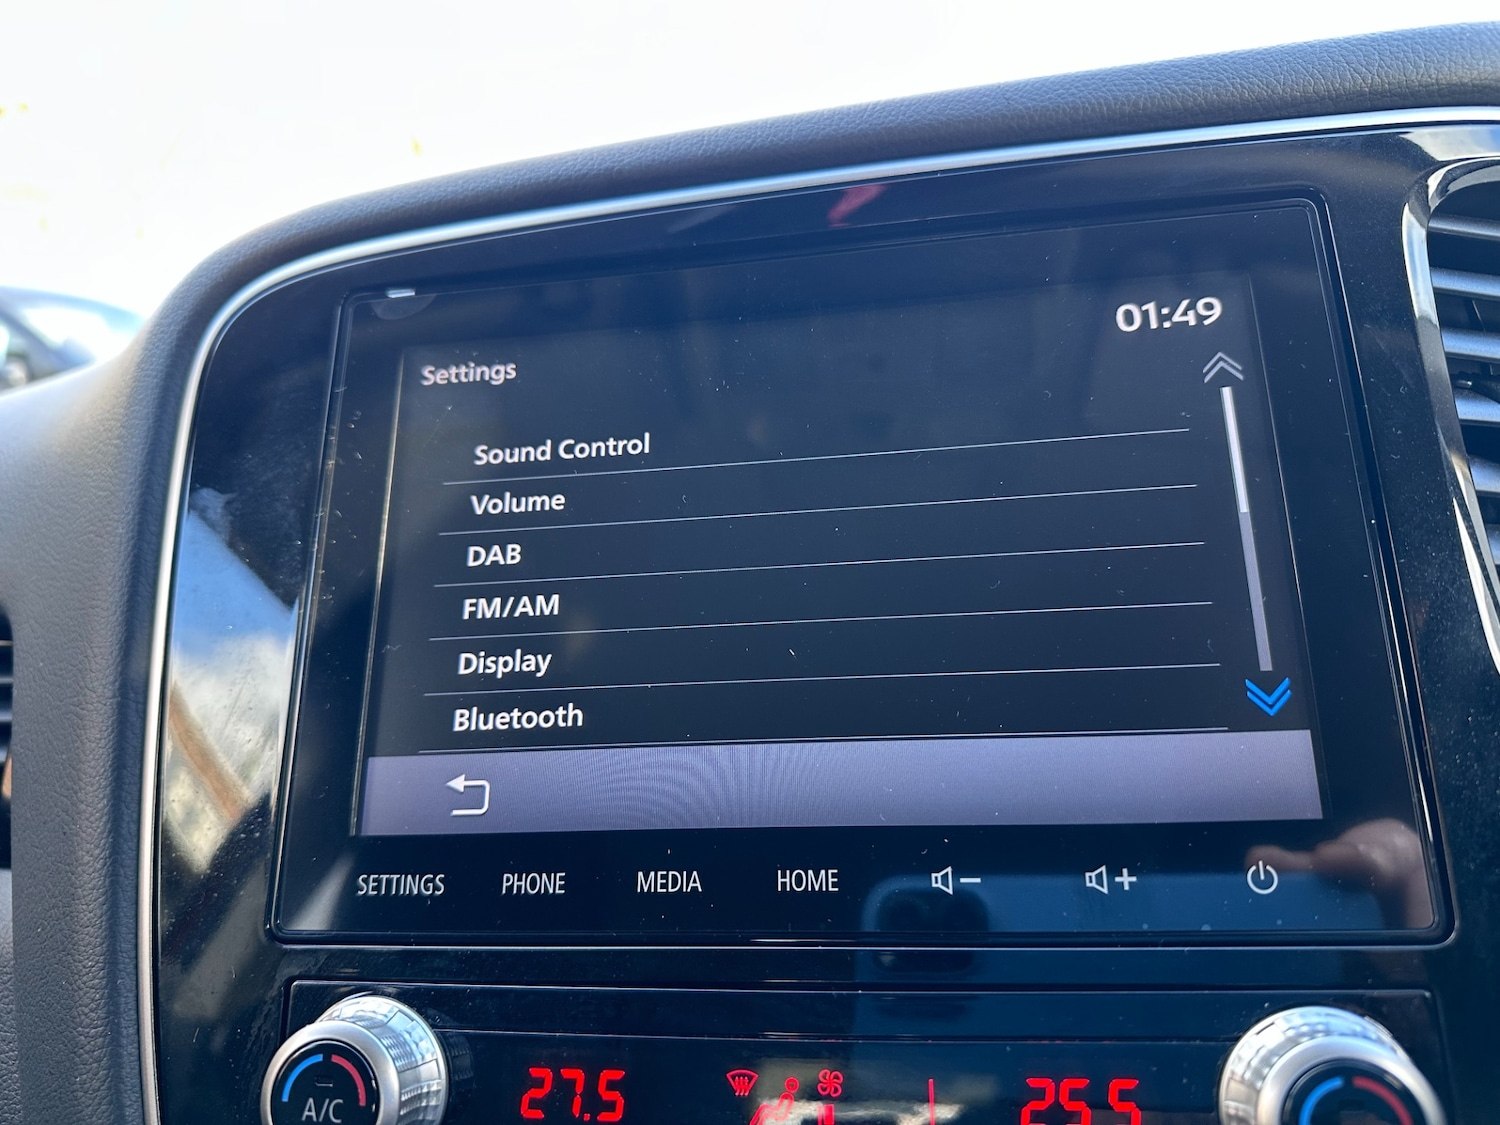 01:49
Settings
Sound Control
Volume
DAB
FM/AM
Display
Bluetooth
SETTINGS PHONE MEDIA HOME
27.5 25.5
A/C